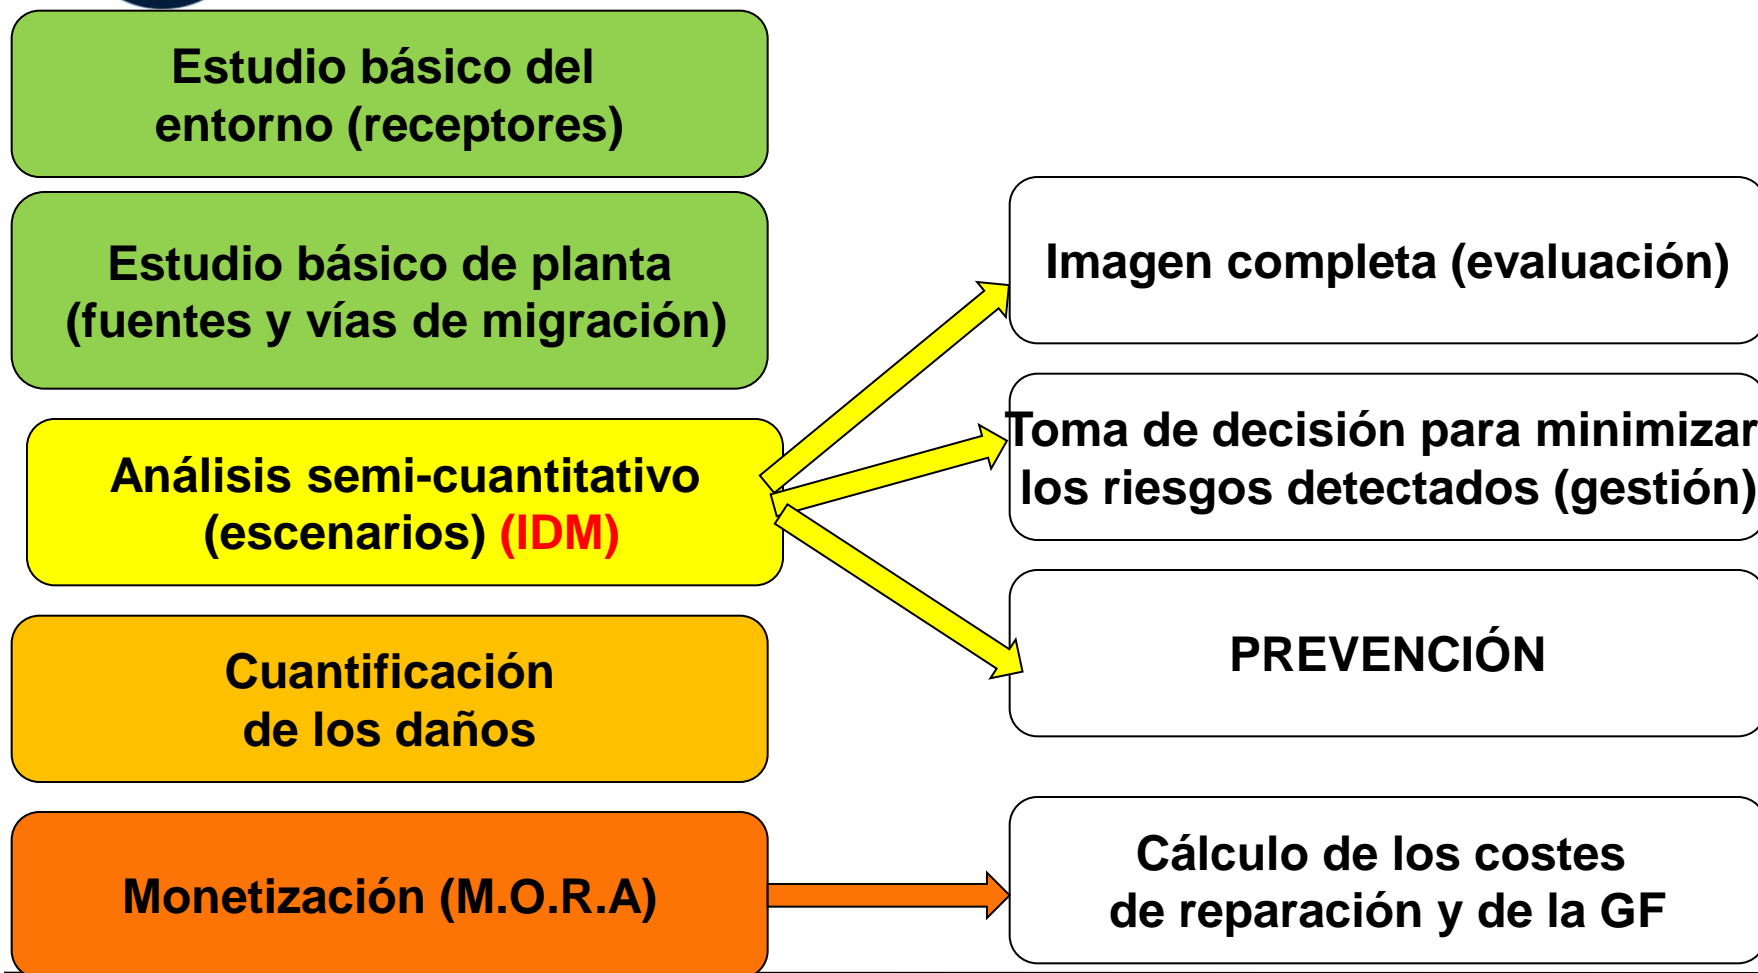 Estudio básico del
entorno (receptores)
Estudio básico de planta
(fuentes y vías de migración)
Análisis semi-cuantitativo
(escenarios) (IDM)
Cuantificación
de los daños
Monetización (M.O.R.A)
Imagen completa (evaluación)
Toma de decisión para minimizar
los riesgos detectados (gestión)
PREVENCIÓN
Cálculo de los costes
de reparación y de la GF